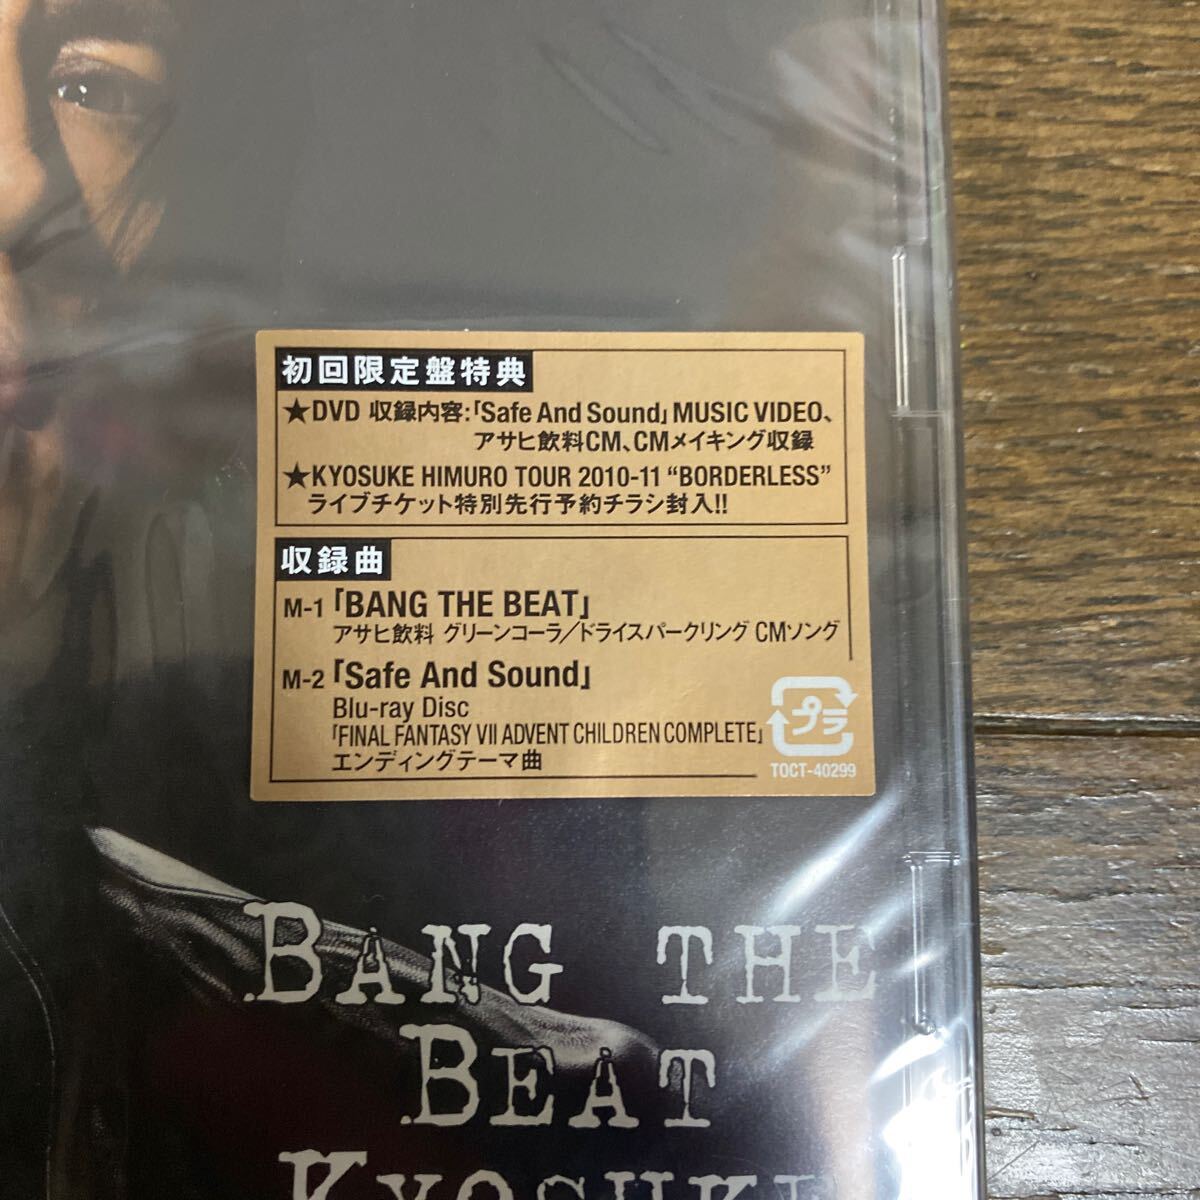 初回限定盤特典
★DVD 収録内容:「Safe And Sound」MUSIC VIDEO、
アサヒ飲料CM、CMメイキング収録
★KYOSUKE HIMURO TOUR 2010-11 “BORDERLESS”
ライブチケット特別先行予約チラシ封入!!
収録曲
M-1「BANG THE BEAT」
アサヒ飲料 グリーンコーラ/ドライスパークリング CMソング
M-2「Safe And Sound」
Blu-ray Disc
「FINAL FANTASY VII ADVENT CHILDREN COMPLETE」
エンディングテーマ曲
プラ
TOCT-40299
BANG THE
BEAT
KYOSUKE